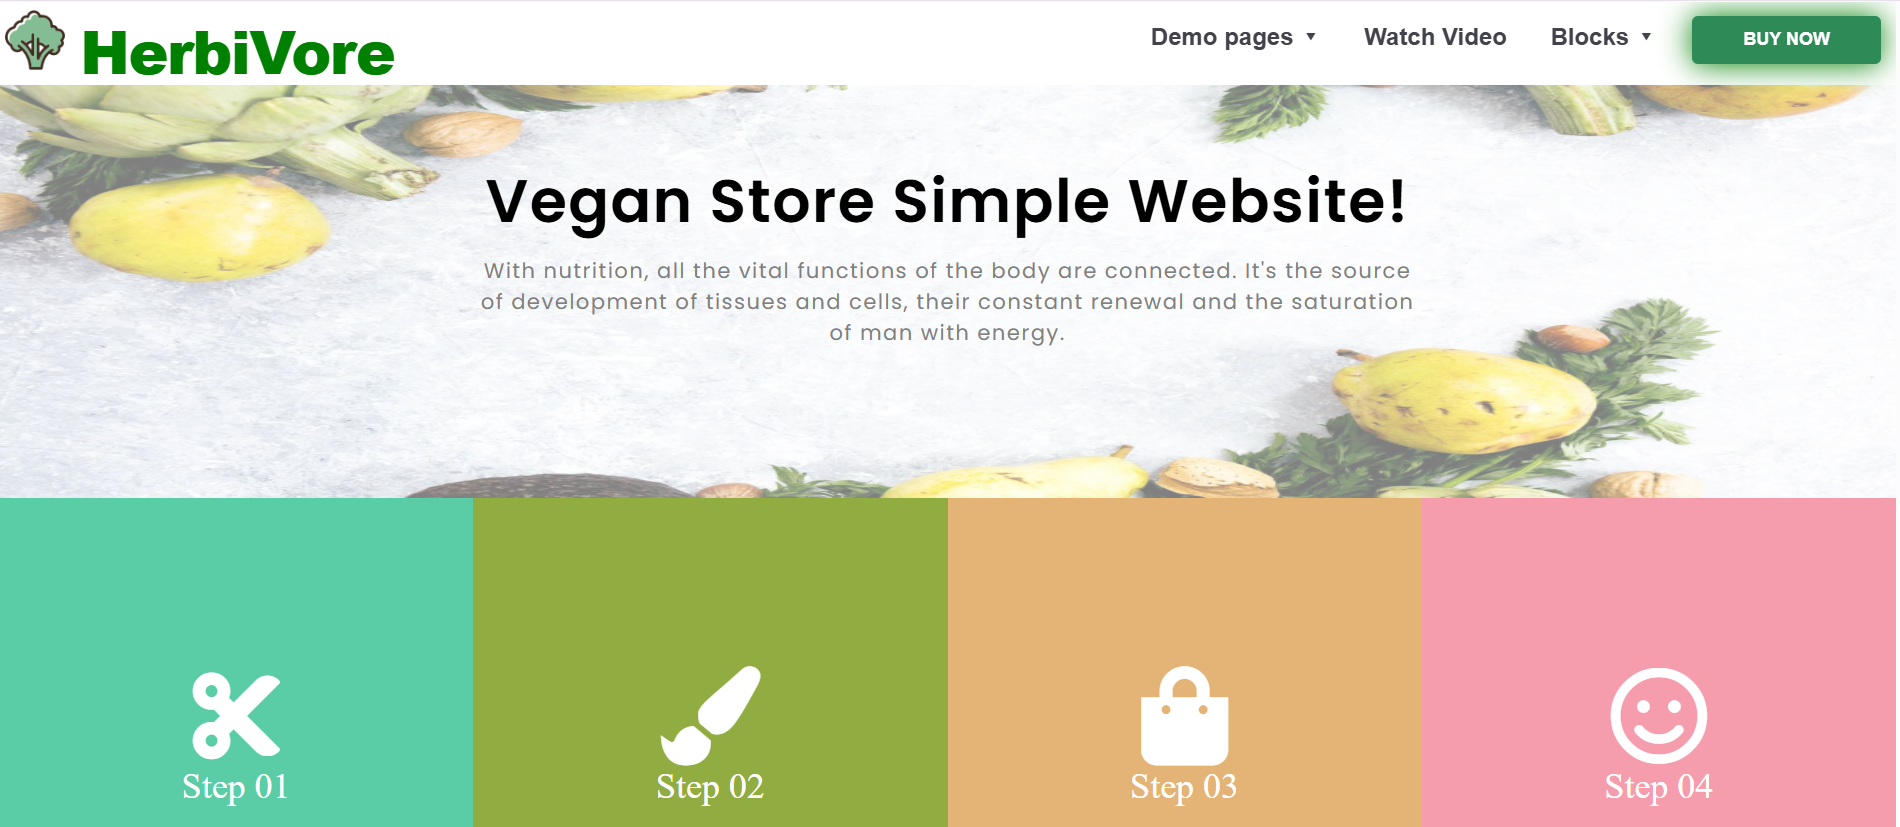 HerbiVore
Demo pages
Watch Video
Blocks
BUY NOW
Vegan Store Simple Website!
With nutrition, all the vital functions of the body are connected. It's the source
of development of tissues and cells, their constant renewal and the saturation
of man with energy.
Step 01
Step 02
Step 03
Step 04